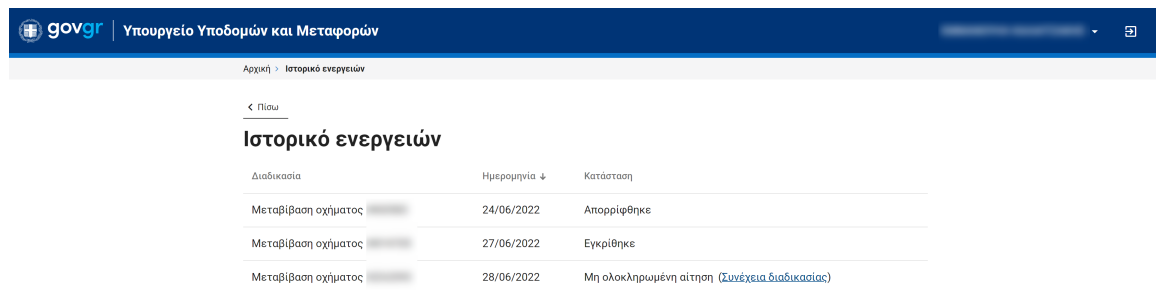 govgr Υπουργείο Υποδομών και Μεταφορών
Αρχική > Ιστορικό ενεργειών
< Πίσω
Ιστορικό ενεργειών
Διαδικασία Ημερομηνία ↓ Κατάσταση
Μεταβίβαση οχήματος 24/06/2022 Απορρίφθηκε
Μεταβίβαση οχήματος 27/06/2022 Εγκρίθηκε
Μεταβίβαση οχήματος 28/06/2022 Μη ολοκληρωμένη αίτηση (Συνέχεια διαδικασίας)